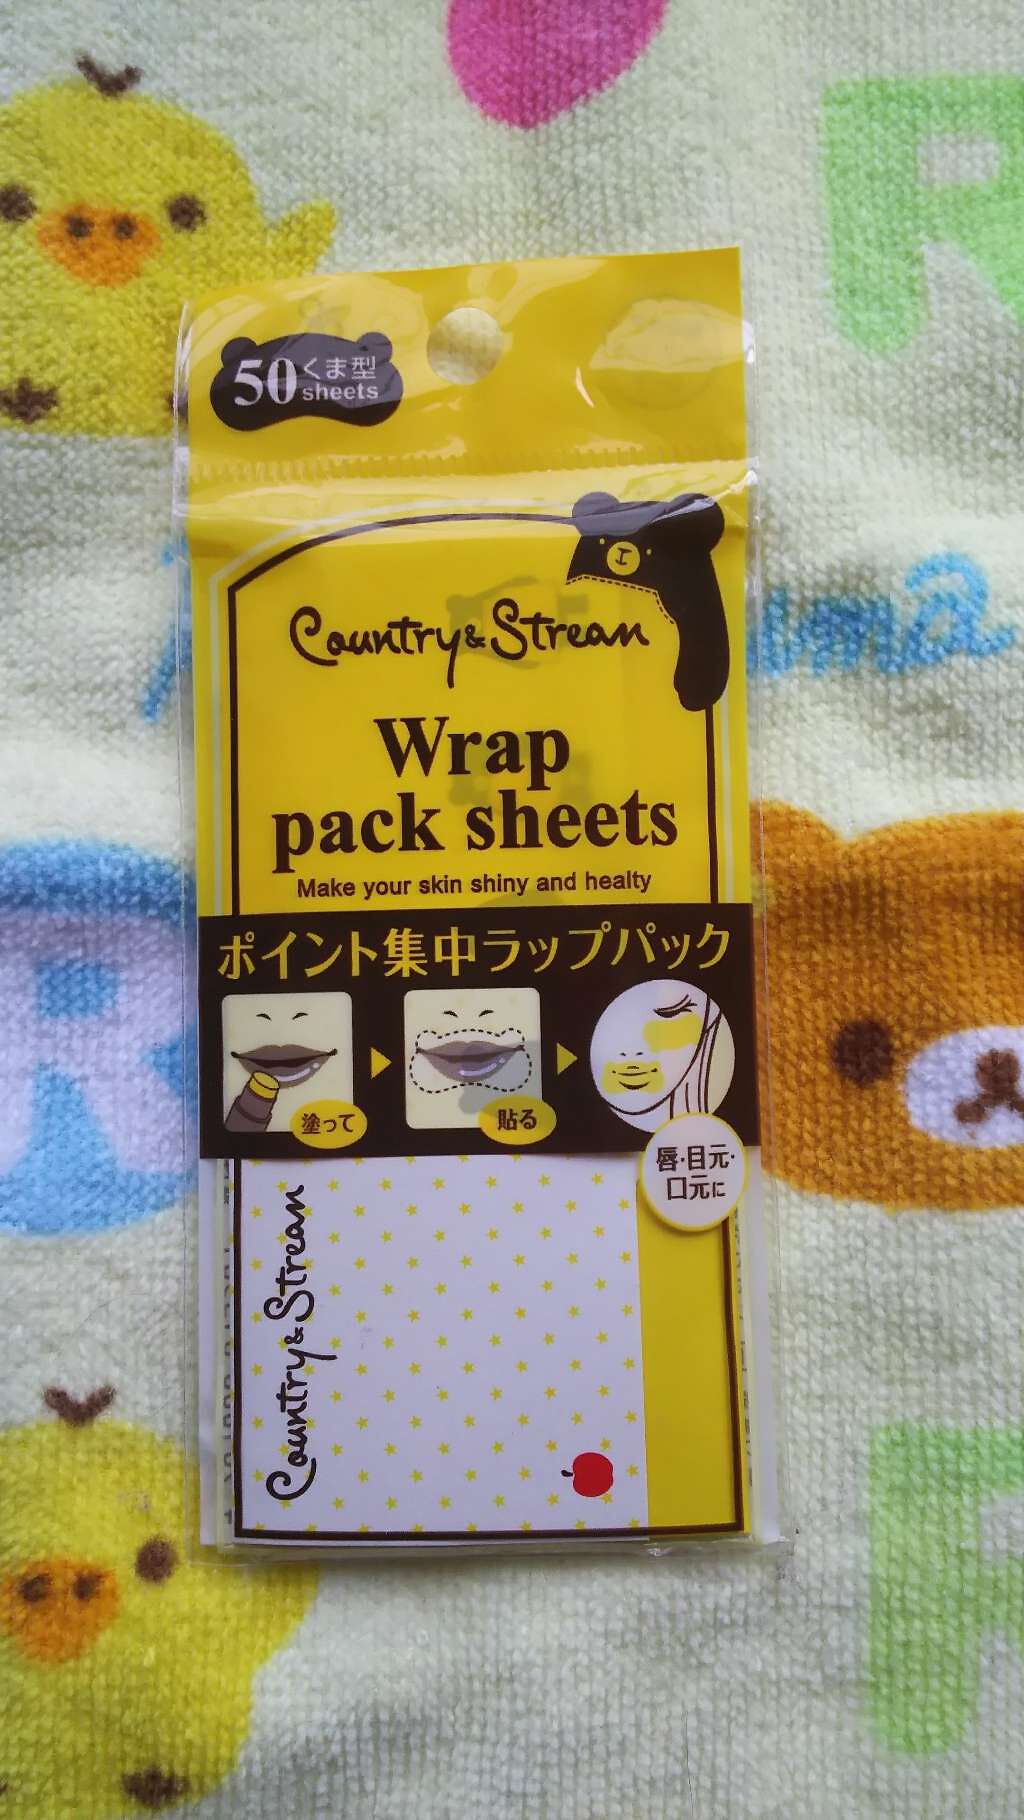 50 くま型
sheets
Country & Stream
Wrap
pack sheets
Make your skin shiny and healty
ポイント集中ラップパック
塗って
貼る
唇・目元・
口元に
Country & Stream
R
R
R